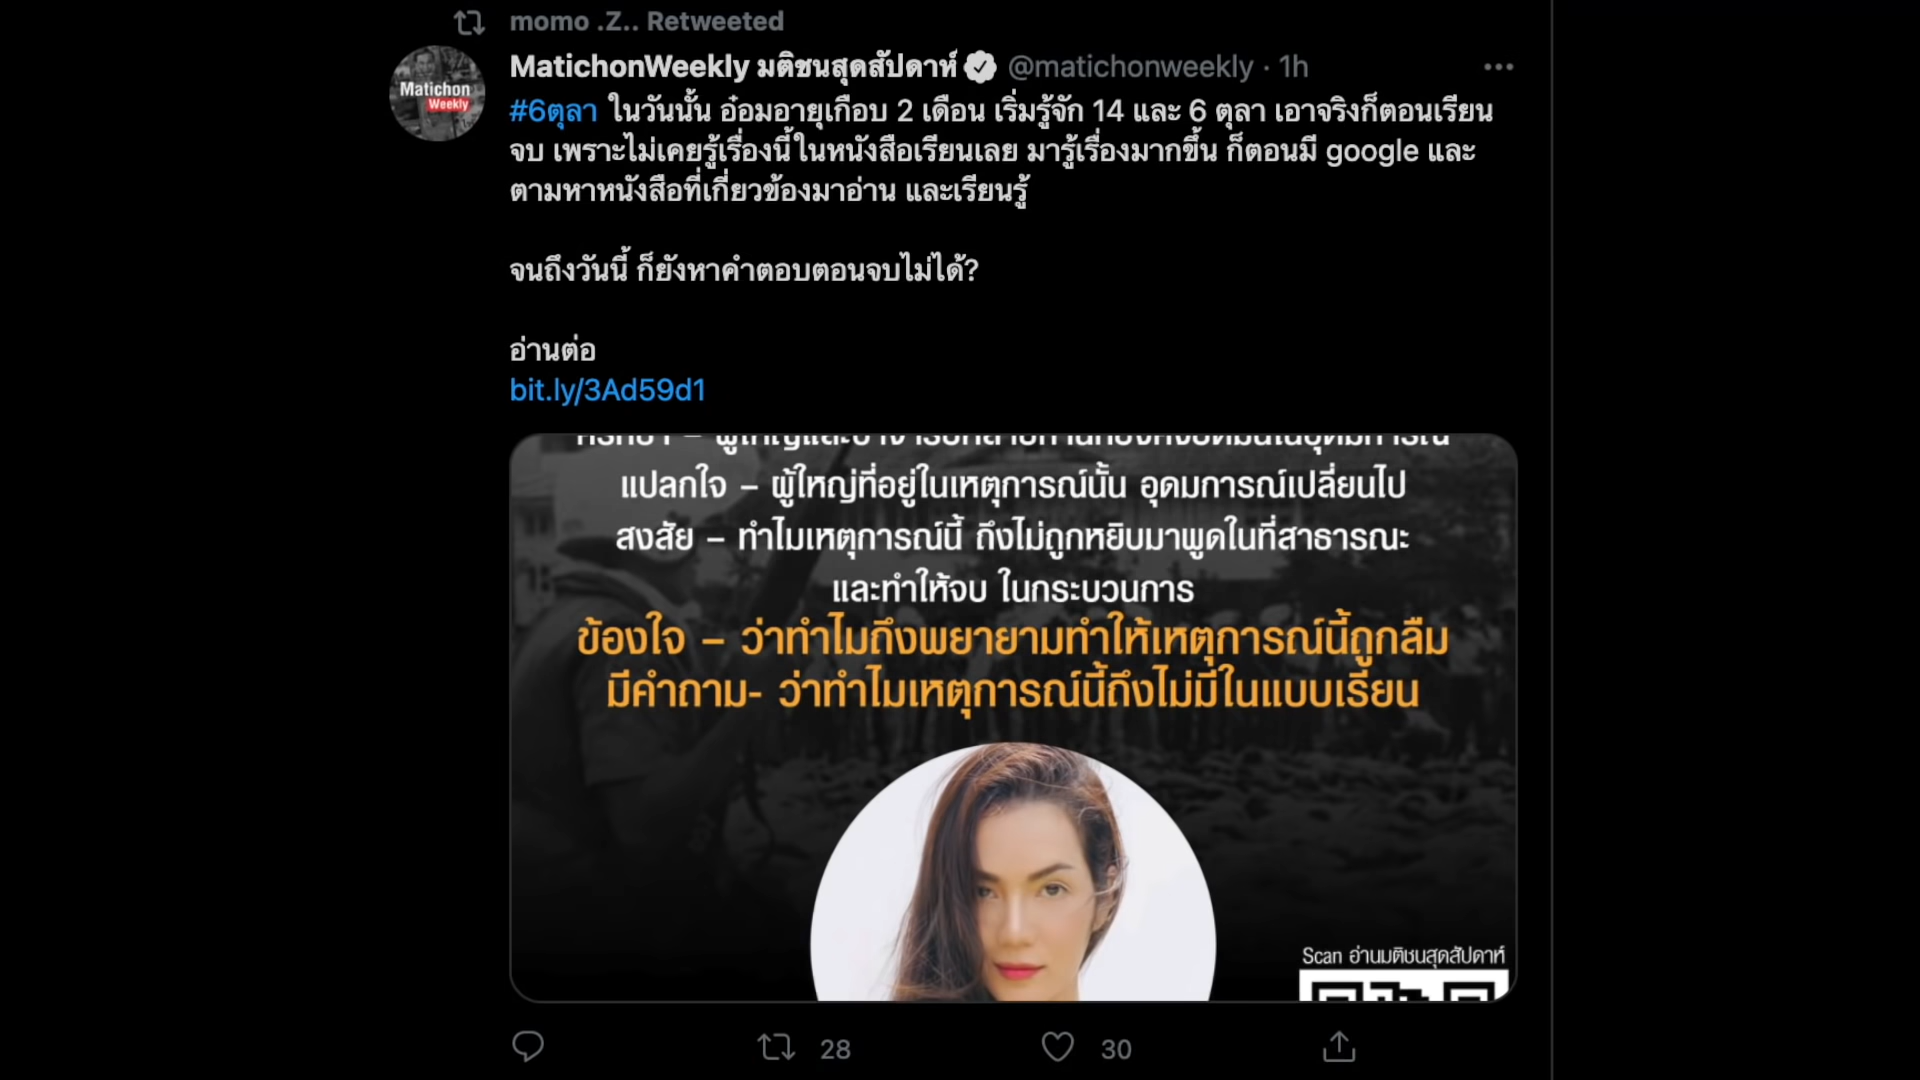 momo .Z.. Retweeted
MatichonWeekly มติชนสุดสัปดาห์ @matichonweekly · 1h
Matichon
Weekly
#6ตุลา ในวันนั้น อ๋อมอายุเกือบ 2 เดือน เริ่มรู้จัก 14 และ 6 ตุลา เอาจริงก็ตอนเรียน
จบ เพราะไม่เคยรู้เรื่องนี้ในหนังสือเรียนเลย มารู้เรื่องมากขึ้น ก็ตอนมี google และ
ตามหาหนังสือที่เกี่ยวข้องมาอ่าน และเรียนรู้
จนถึงวันนี้ ก็ยังหาคำตอบตอนจบไม่ได้?
อ่านต่อ
bit.ly/3Ad59d1
แปลกใจ – ผู้ใหญ่ที่อยู่ในเหตุการณ์นั้น อุดมการณ์เปลี่ยนไป
สงสัย – ทำไมเหตุการณ์นี้ ถึงไม่ถูกหยิบมาพูดในที่สาธารณะ
และทำให้จบ ในกระบวนการ
ข้องใจ – ว่าทำไมถึงพยายามทำให้เหตุการณ์นี้ถูกลืม
มีคำถาม- ว่าทำไมเหตุการณ์นี้ถึงไม่มีในแบบเรียน
Scan อ่านมติชนสุดสัปดาห์
28
30